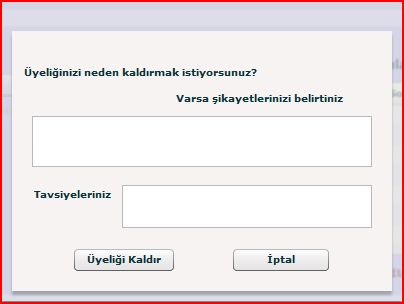 Üyeliğinizi neden kaldırmak istiyorsunuz?
Varsa şikayetlerinizi belirtiniz
Tavsiyeleriniz
Üyeliği Kaldır
İptal